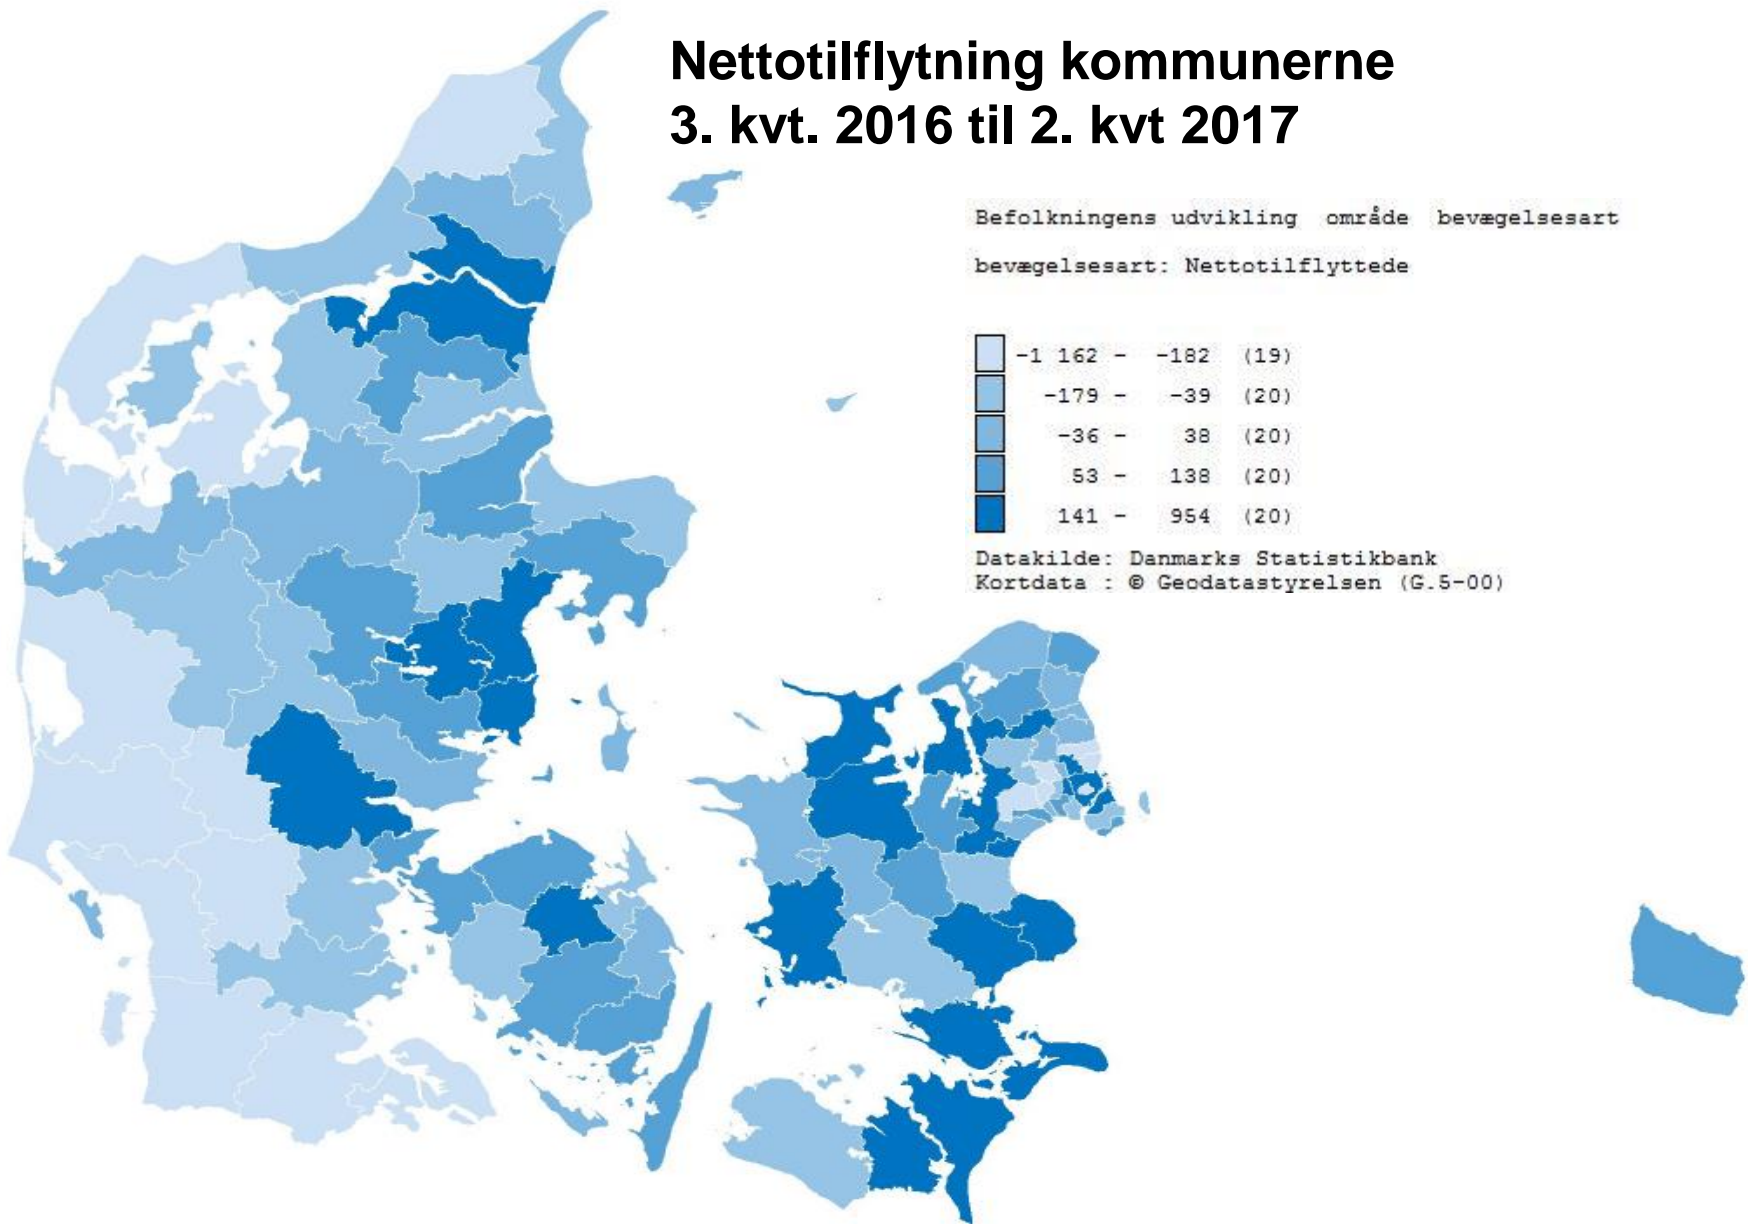 Nettotilflytning kommunerne
3. kvt. 2016 til 2. kvt 2017
Befolkningens udvikling område bevægelsesart
bevægelsesart: Nettotilflyttede
-1 162 - -182 (19)
-179 - -39 (20)
-36 - 38 (20)
53 - 138 (20)
141 - 954 (20)
Datakilde: Danmarks Statistikbank
Kortdata : © Geodatastyrelsen (G.5-00)